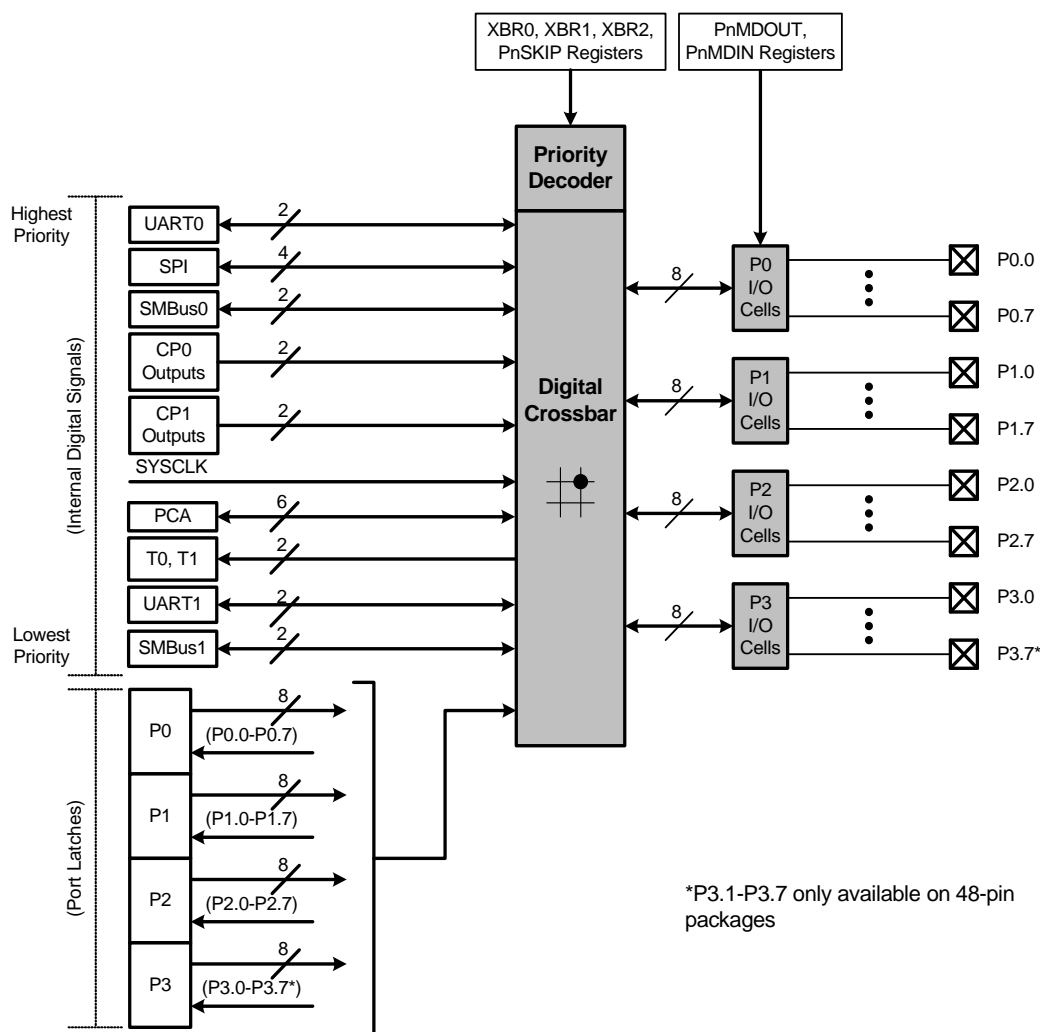 XBR0, XBR1, XBR2,
PnSKIP Registers
PnMDOUT,
PnMDIN Registers
Priority
Decoder
Highest
Priority
(Internal Digital Signals)
Lowest
Priority
UART0
2
SPI
4
SMBus0
2
CP0
Outputs
2
CP1
Outputs
2
SYSCLK
PCA
6
T0, T1
2
UART1
2
SMBus1
2
Digital
Crossbar
8
P0
I/O
Cells
P0.0
P0.7
8
P1
I/O
Cells
P1.0
P1.7
8
P2
I/O
Cells
P2.0
P2.7
8
P3
I/O
Cells
P3.0
P3.7*
(Port Latches)
P0
8
(P0.0-P0.7)
P1
8
(P1.0-P1.7)
P2
8
(P2.0-P2.7)
P3
8
(P3.0-P3.7*)
*P3.1-P3.7 only available on 48-pin
packages